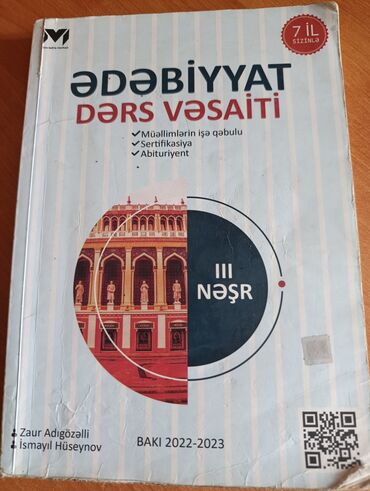 7 İL
SİZİNLƏ
ƏDƏBİYYAT
DƏRS VƏSAİTİ
Müəllimlərin işə qəbulu
Sertifikasiya
Abituriyent
III
NƏŞR
Zaur Adıgözəlli
İsmayıl Hüseynov
BAKI 2022-2023